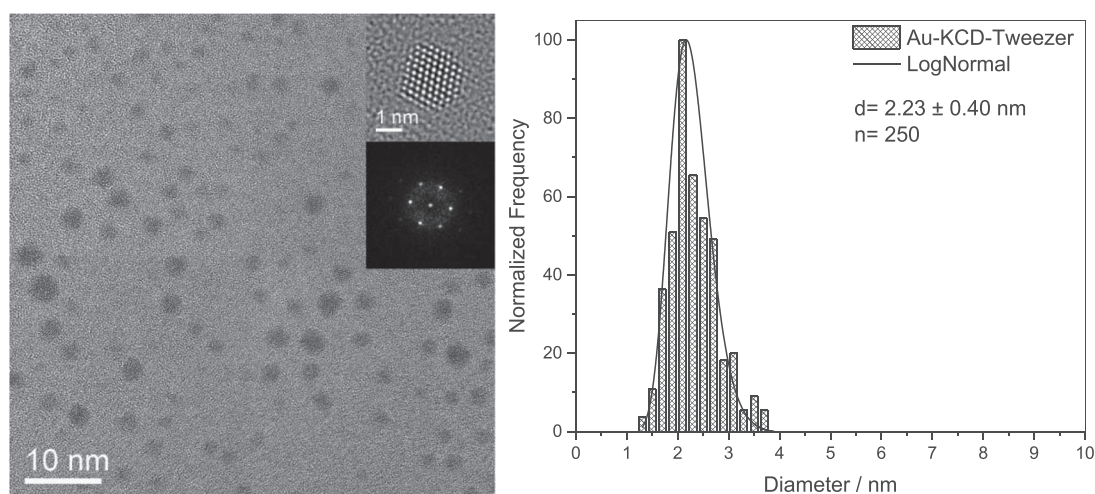 1 nm
10 nm
Normalized Frequency
100
80
60
40
20
0
0 1 2 3 4 5 6 7 8 9 10
Diameter / nm
Au-KCD-Tweezer
LogNormal
d= 2.23 ± 0.40 nm
n= 250